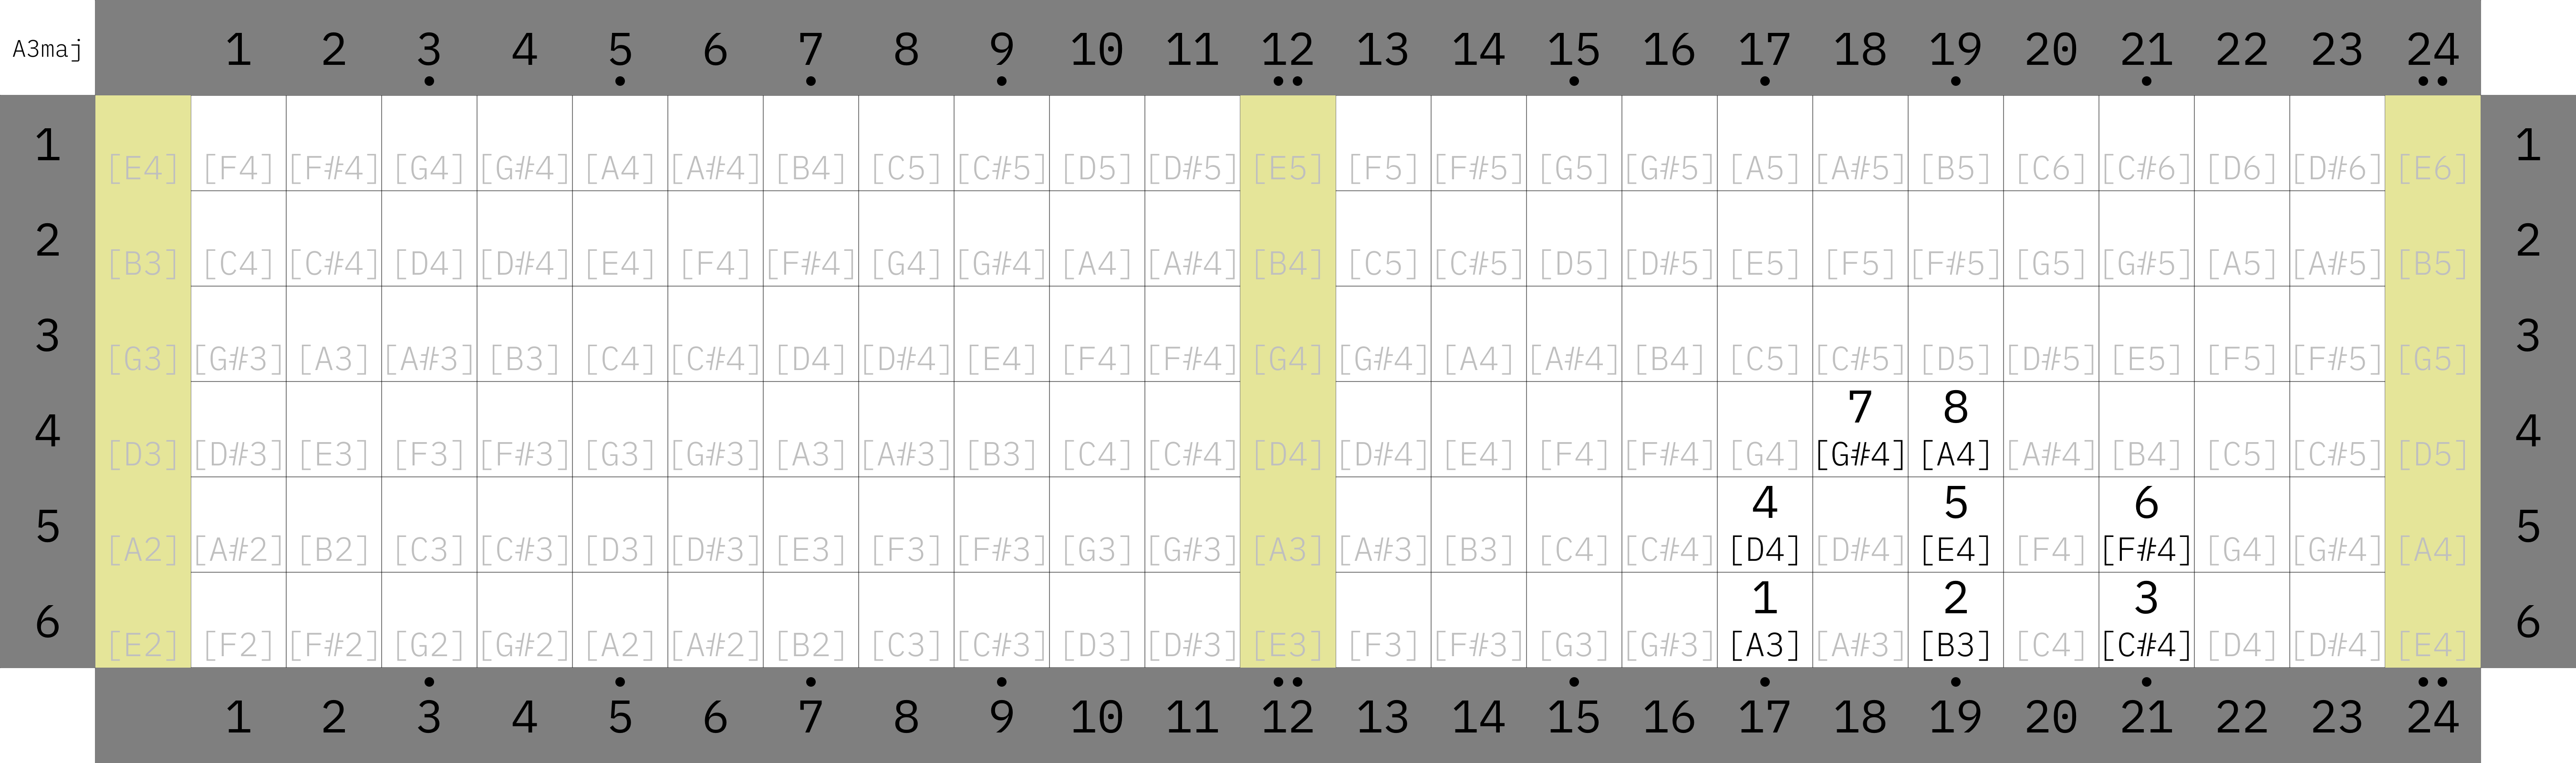 1 2 3 4 5 6 7 8 9 10 11 12 13 14 15 16 17 18 19 20 21 22 23 24
A3maj
1 1
[E4] [F4] [F#4] [G4] [G#4] [A4] [A#4] [B4] [C5] [C#5] [D5] [D#5] [E5] [F5] [F#5] [G5] [G#5] [A5] [A#5] [B5] [C6] [C#6] [D6] [D#6] [E6]
2 2
[B3] [C4] [C#4] [D4] [D#4] [E4] [F4] [F#4] [G4] [G#4] [A4] [A#4] [B4] [C5] [C#5] [D5] [D#5] [E5] [F5] [F#5] [G5] [G#5] [A5] [A#5] [B5]
3 3
[G3] [G#3] [A3] [A#3] [B3] [C4] [C#4] [D4] [D#4] [E4] [F4] [F#4] [G4] [G#4] [A4] [A#4] [B4] [C5] [C#5] [D5] [D#5] [E5] [F5] [F#5] [G5]
7 8
4 4
[D3] [D#3] [E3] [F3] [F#3] [G3] [G#3] [A3] [A#3] [B3] [C4] [C#4] [D4] [D#4] [E4] [F4] [F#4] [G4] [G#4] [A4] [A#4] [B4] [C5] [C#5] [D5]
4 5 6
5 5
[A2] [A#2] [B2] [C3] [C#3] [D3] [D#3] [E3] [F3] [F#3] [G3] [G#3] [A3] [A#3] [B3] [C4] [C#4] [D4] [D#4] [E4] [F4] [F#4] [G4] [G#4] [A4]
1 2 3
6 6
[E2] [F2] [F#2] [G2] [G#2] [A2] [A#2] [B2] [C3] [C#3] [D3] [D#3] [E3] [F3] [F#3] [G3] [G#3] [A3] [A#3] [B3] [C4] [C#4] [D4] [D#4] [E4]
1 2 3 4 5 6 7 8 9 10 11 12 13 14 15 16 17 18 19 20 21 22 23 24